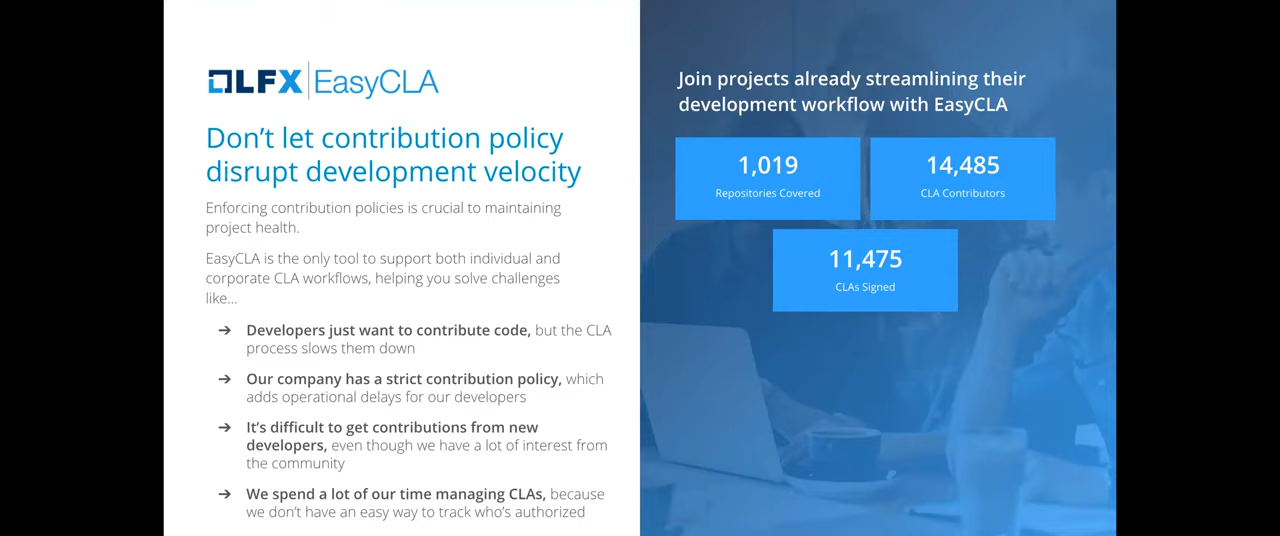 LFX | EasyCLA
Don’t let contribution policy
disrupt development velocity
Enforcing contribution policies is crucial to maintaining
project health.
EasyCLA is the only tool to support both individual and
corporate CLA workflows, helping you solve challenges
like...
➔ Developers just want to contribute code, but the CLA
process slows them down
➔ Our company has a strict contribution policy, which
adds operational delays for our developers
➔ It’s difficult to get contributions from new
developers, even though we have a lot of interest from
the community
➔ We spend a lot of our time managing CLAs, because
we don’t have an easy way to track who’s authorized
Join projects already streamlining their
development workflow with EasyCLA
1,019
Repositories Covered
14,485
CLA Contributors
11,475
CLAs Signed